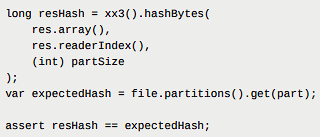 long resHash = xx3().hashBytes(
    res.array(),
    res.readerIndex(),
    (int) partSize
);
var expectedHash = file.partitions().get(part);

assert resHash == expectedHash;